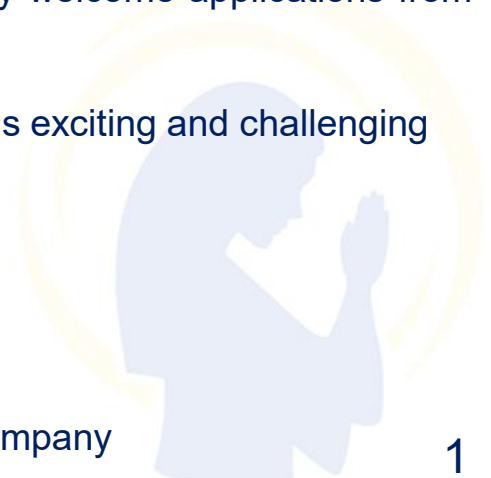 welcome applications from
s exciting and challenging
mpany
1